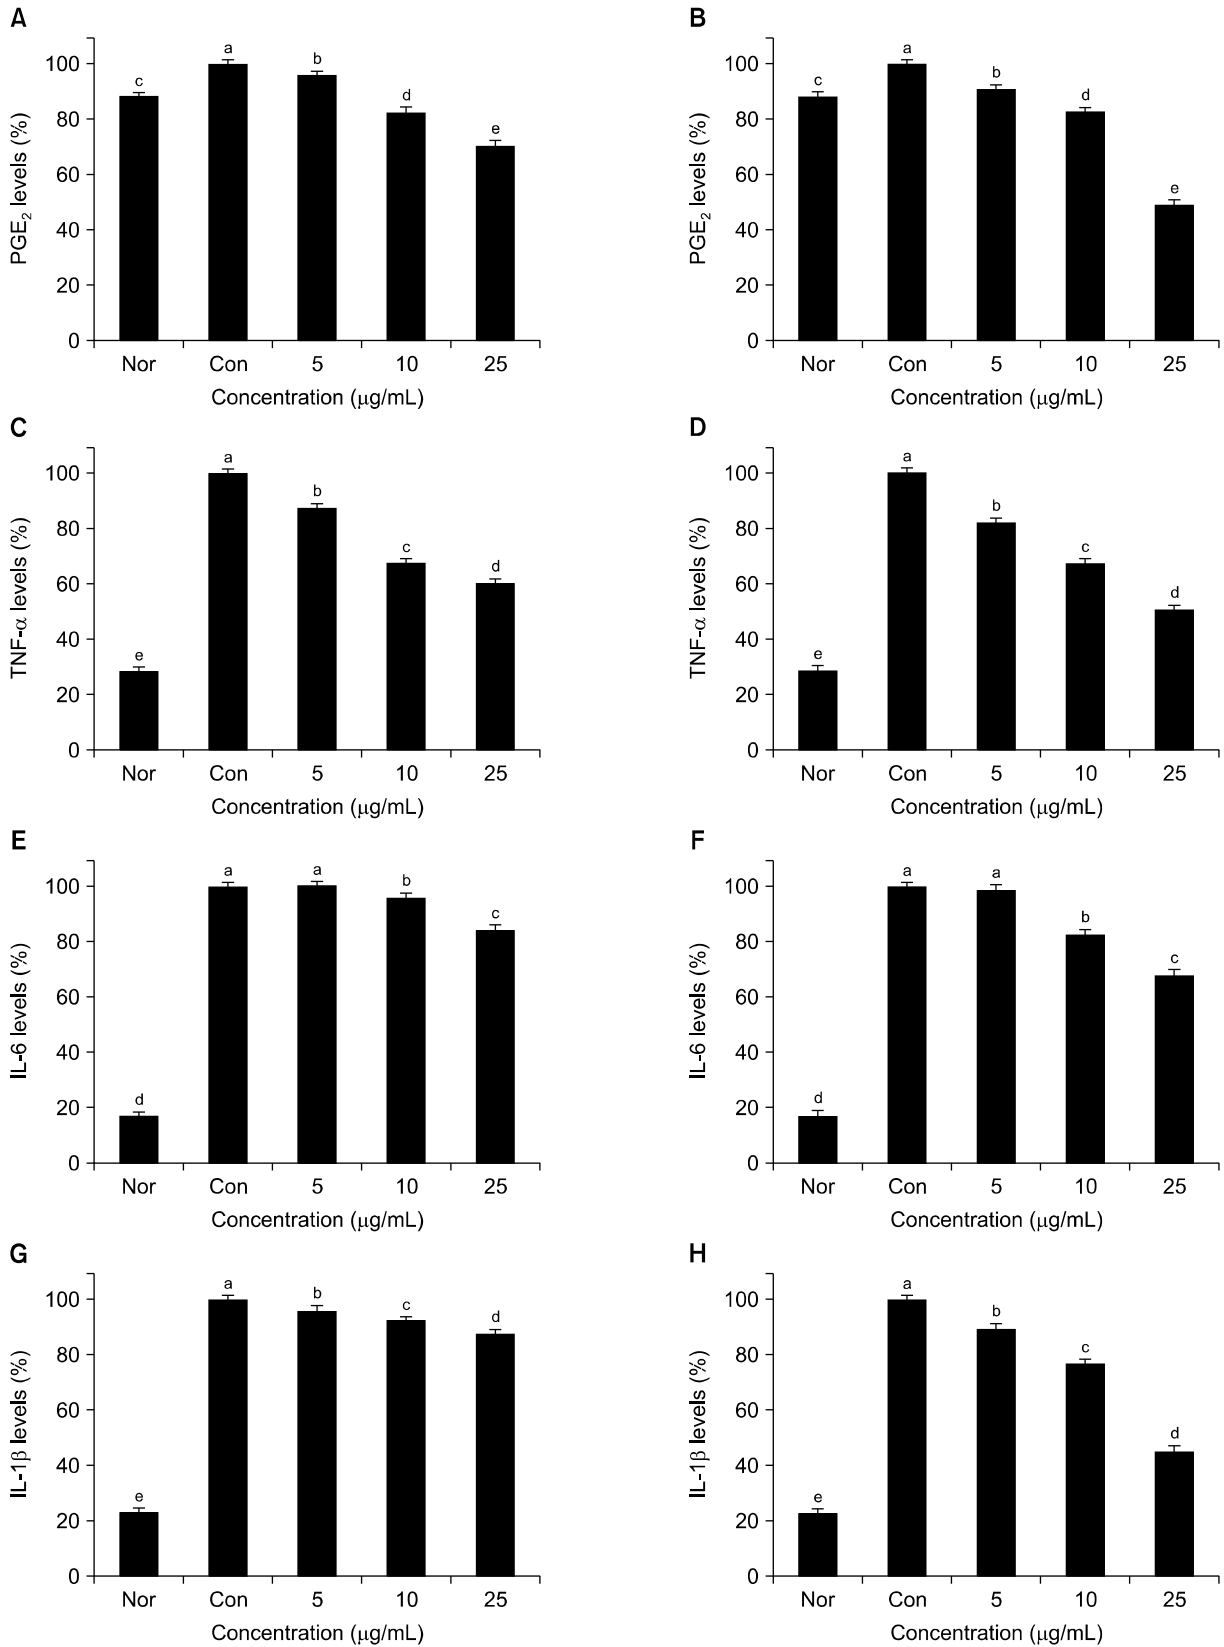 A
PGE₂ levels (%)
100
80
60
40
20
0
c
a
b
d
e
Nor Con 5 10 25
Concentration (μg/mL)
B
PGE₂ levels (%)
100
80
60
40
20
0
c
a
b
d
e
Nor Con 5 10 25
Concentration (μg/mL)
C
TNF-α levels (%)
100
80
60
40
20
0
e
a
b
c
d
Nor Con 5 10 25
Concentration (μg/mL)
D
TNF-α levels (%)
100
80
60
40
20
0
e
a
b
c
d
Nor Con 5 10 25
Concentration (μg/mL)
E
IL-6 levels (%)
100
80
60
40
20
0
d
a
a
b
c
Nor Con 5 10 25
Concentration (μg/mL)
F
IL-6 levels (%)
100
80
60
40
20
0
d
a
a
b
c
Nor Con 5 10 25
Concentration (μg/mL)
G
IL-1β levels (%)
100
80
60
40
20
0
e
a
b
c
d
Nor Con 5 10 25
Concentration (μg/mL)
H
IL-1β levels (%)
100
80
60
40
20
0
e
a
b
c
d
Nor Con 5 10 25
Concentration (μg/mL)